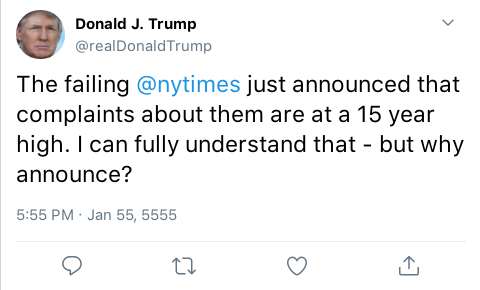 Donald J. Trump
@realDonaldTrump
The failing @nytimes just announced that
complaints about them are at a 15 year
high. I can fully understand that - but why
announce?
5:55 PM · Jan 55, 5555